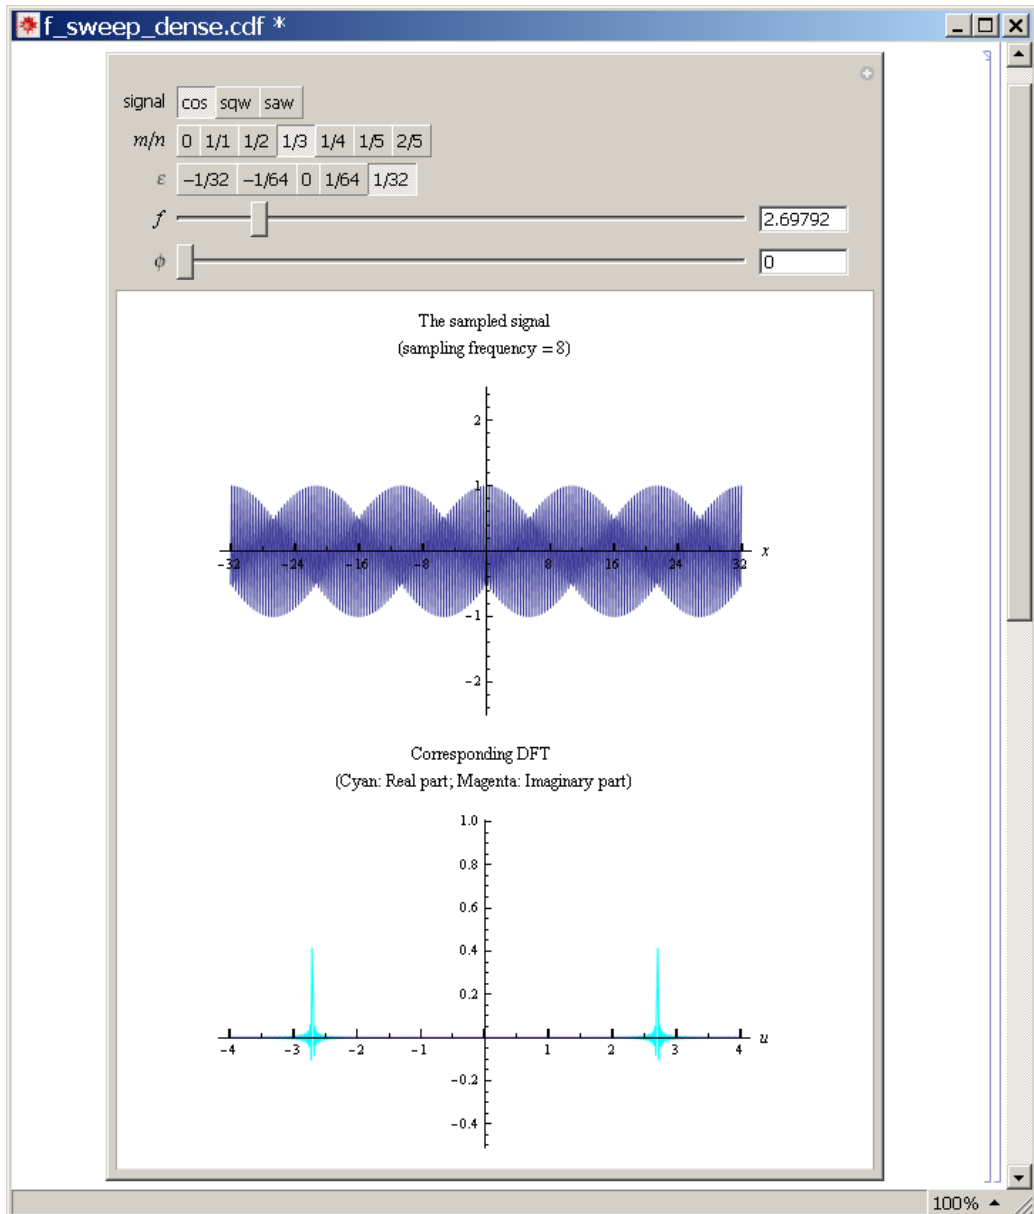 f_sweep_dense.cdf *
signal cos sqw saw
m/n 0 1/1 1/2 1/3 1/4 1/5 2/5
ε −1/32 −1/64 0 1/64 1/32
f 2.69792
ϕ 0
The sampled signal
(sampling frequency = 8)
2
1
-32 -24 -16 -8 8 16 24 32 x
-1
-2
Corresponding DFT
(Cyan: Real part; Magenta: Imaginary part)
1.0
0.8
0.6
0.4
0.2
-4 -3 -2 -1 1 2 3 4 u
-0.2
-0.4
100%